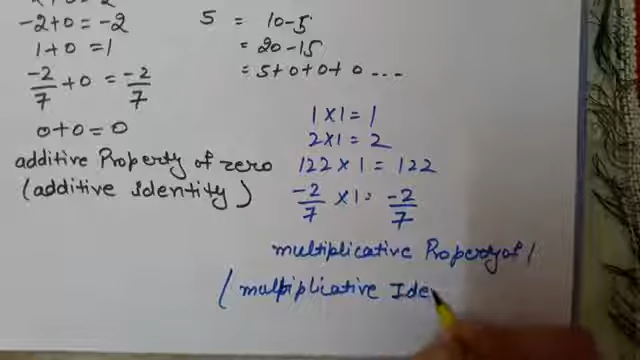 -2+0 = -2
1+0 = 1
-2/7 +0 = -2/7
0+0 = 0
additive Property of zero
(additive Identity)
5 = 10-5
= 20-15
= 5+0+0+0 ....
1 x 1 = 1
2 x 1 = 2
122 x 1 = 122
-2/7 x 1 = -2/7
multiplicative Property of 1
(mulpiplicative Ide